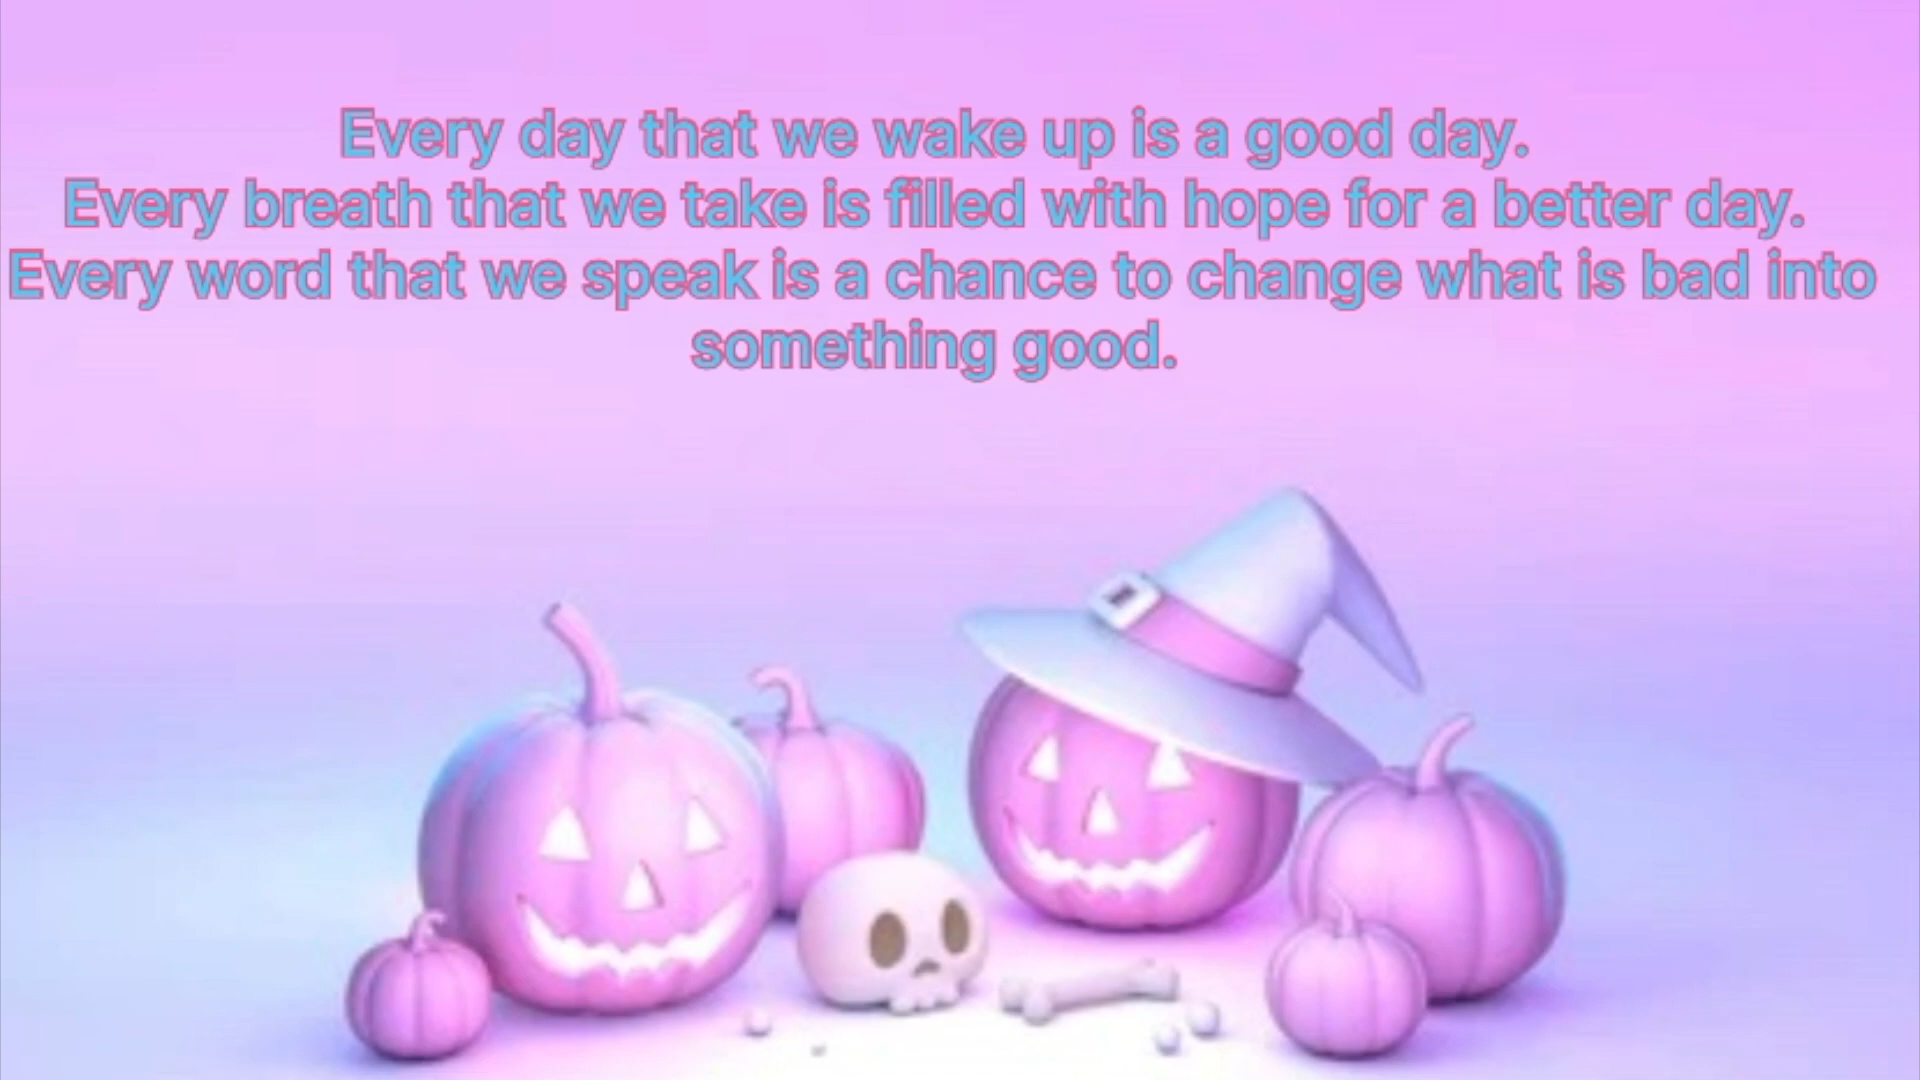 Every day that we wake up is a good day.
Every breath that we take is filled with hope for a better day.
Every word that we speak is a chance to change what is bad into
something good.